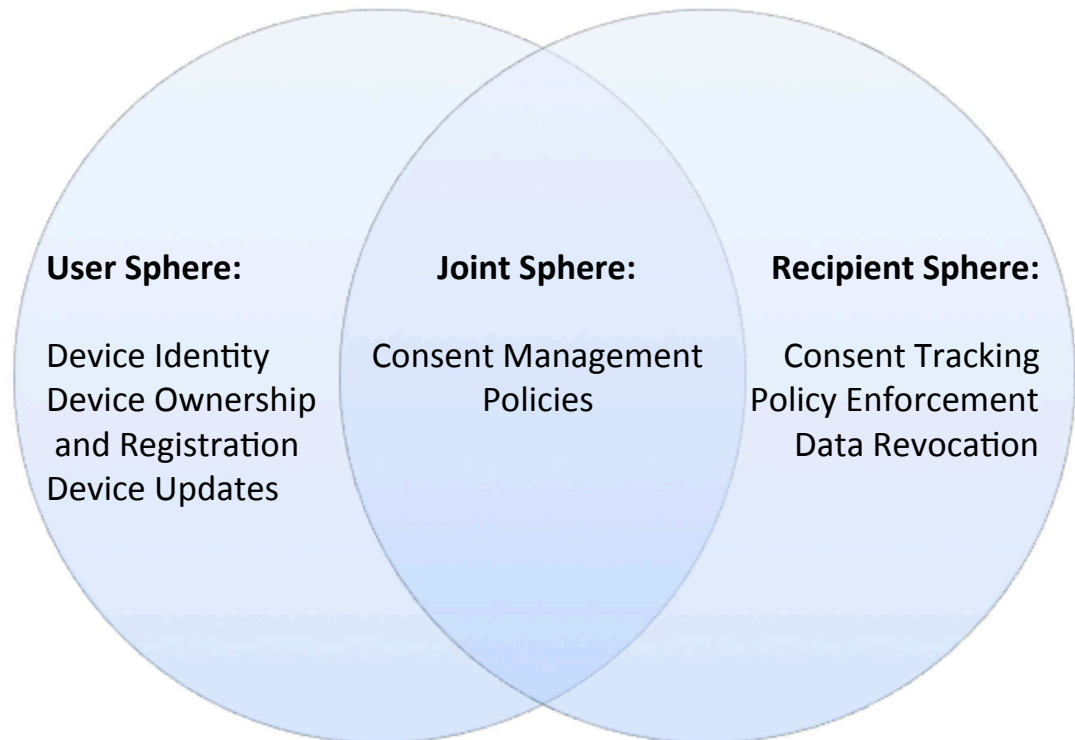 User Sphere:
Device Identity
Device Ownership
and Registration
Device Updates
Joint Sphere:
Consent Management
Policies
Recipient Sphere:
Consent Tracking
Policy Enforcement
Data Revocation